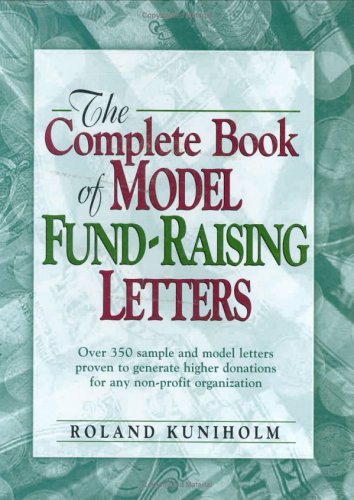 The
COMPLETE BOOK
of MODEL
FUND-RAISING
LETTERS
Over 350 sample and model letters
proven to generate higher donations
for any non-profit organization
ROLAND KUNIHOLM